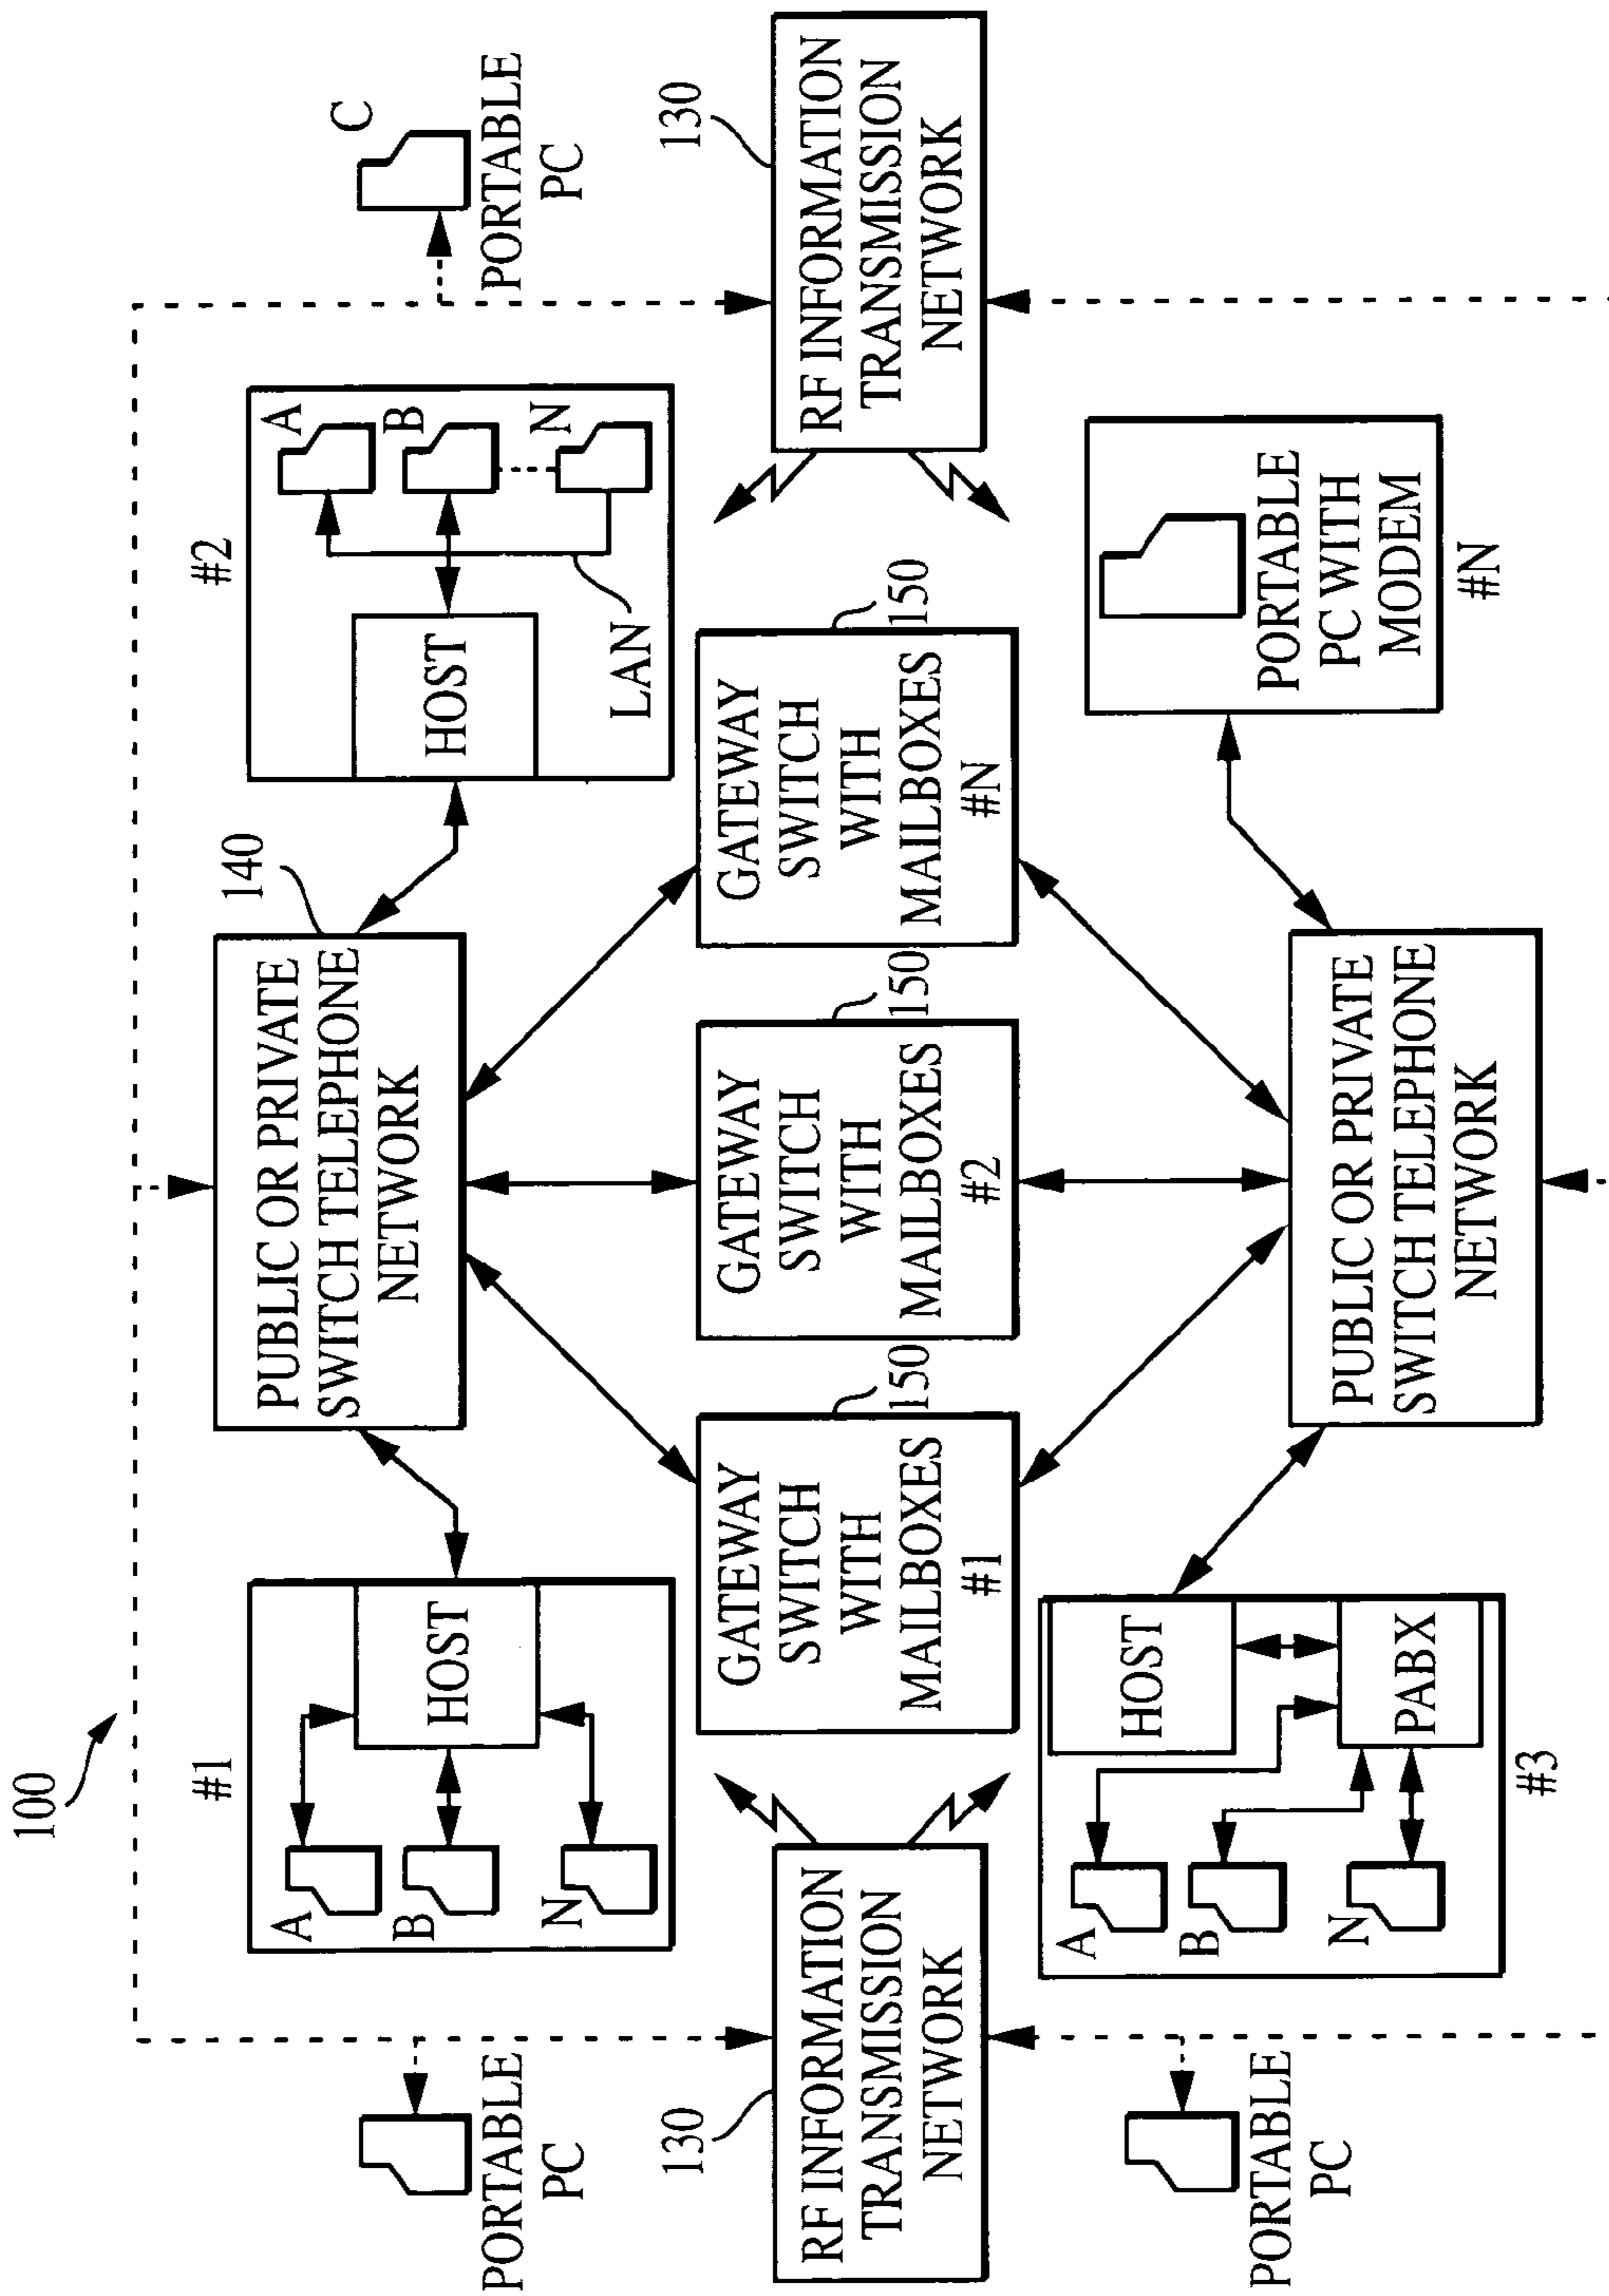 100
PORTABLE
PC
#1
A
B
N
HOST
PUBLIC OR PRIVATE
SWITCH TELEPHONE
NETWORK
140
#2
HOST
LAN
A
B
N
C
PORTABLE
PC
130
RF INFORMATION
TRANSMISSION
NETWORK
GATEWAY
SWITCH
WITH
MAILBOXES
#1
150
GATEWAY
SWITCH
WITH
MAILBOXES
#2
150
GATEWAY
SWITCH
WITH
MAILBOXES
#N
150
130
RF INFORMATION
TRANSMISSION
NETWORK
PORTABLE
PC
A
B
N
HOST
PABX
#3
PUBLIC OR PRIVATE
SWITCH TELEPHONE
NETWORK
PORTABLE
PC WITH
MODEM
#N